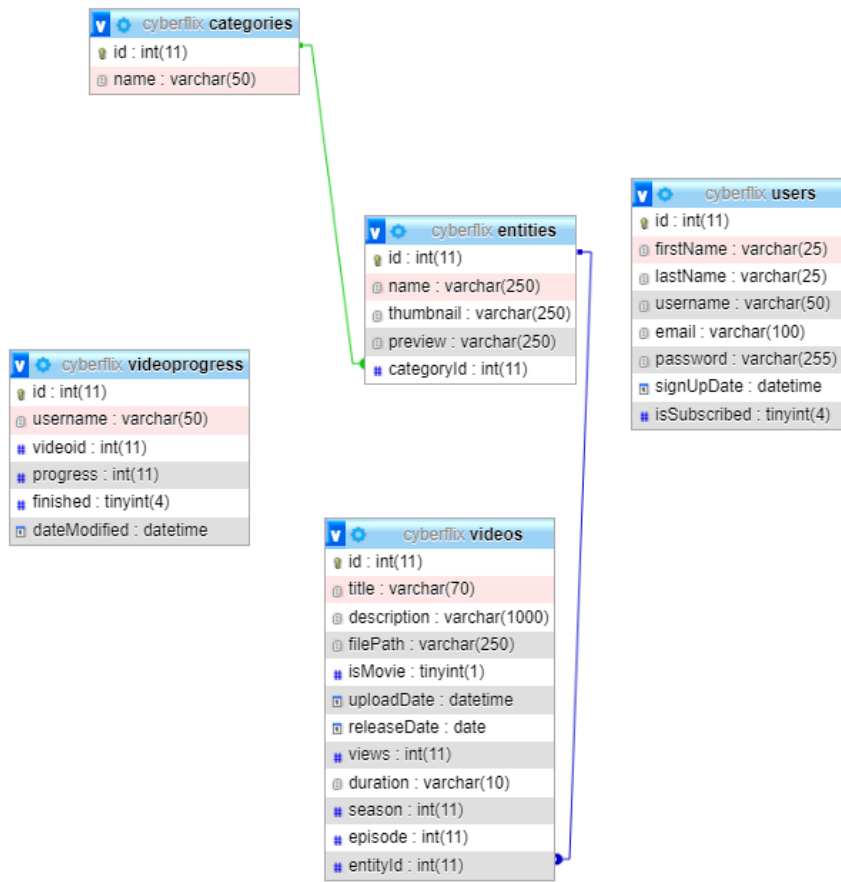 cyberflix categories
id : int(11)
name : varchar(50)
cyberflix users
id : int(11)
firstName : varchar(25)
lastName : varchar(25)
username : varchar(50)
email : varchar(100)
password : varchar(255)
signUpDate : datetime
isSubscribed : tinyint(4)
cyberflix entities
id : int(11)
name : varchar(250)
thumbnail : varchar(250)
preview : varchar(250)
categoryId : int(11)
cyberflix videoprogress
id : int(11)
username : varchar(50)
videoid : int(11)
progress : int(11)
finished : tinyint(4)
dateModified : datetime
cyberflix videos
id : int(11)
title : varchar(70)
description : varchar(1000)
filePath : varchar(250)
isMovie : tinyint(1)
uploadDate : datetime
releaseDate : date
views : int(11)
duration : varchar(10)
season : int(11)
episode : int(11)
entityId : int(11)